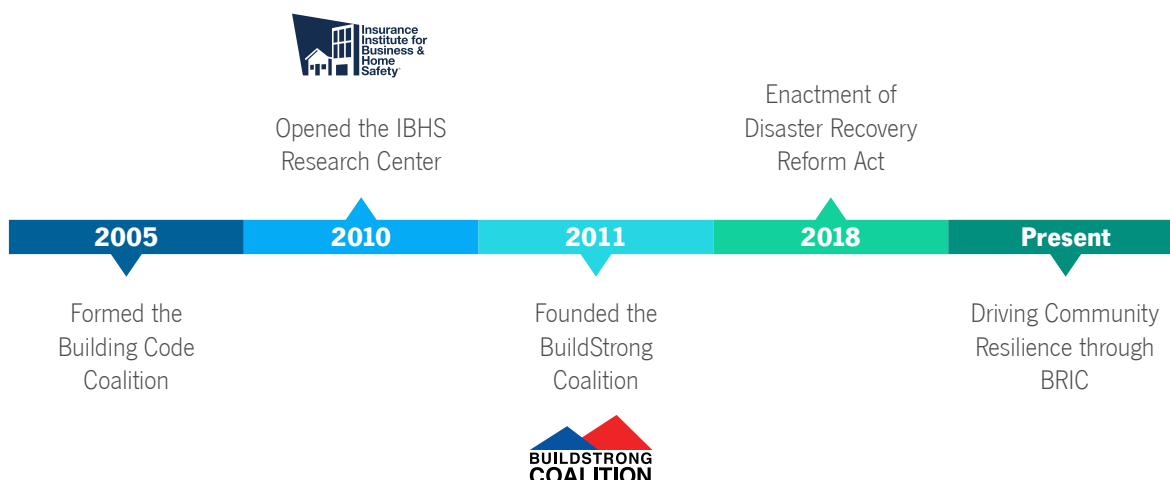 Insurance
Institute for
Business &
Home
Safety
Opened the IBHS
Research Center
Enactment of
Disaster Recovery
Reform Act
2005
2010
2011
2018
Present
Formed the
Building Code
Coalition
Founded the
BuildStrong
Coalition
Driving Community
Resilience through
BRIC
BUILDSTRONG
COALITION